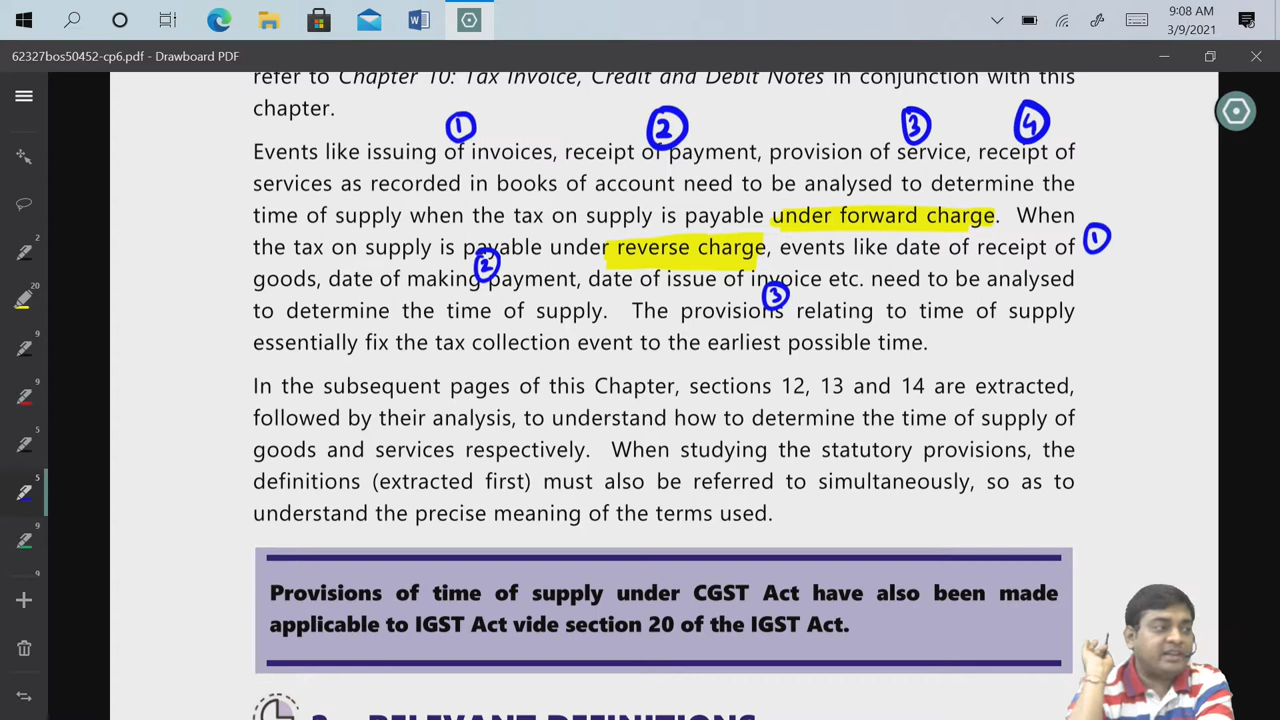 9:08 AM
3/9/2021
62327bos50452-cp6.pdf - Drawboard PDF
refer to Chapter 10: Tax Invoice, Credit and Debit Notes in conjunction with this
chapter.
1 2 3 4
Events like issuing of invoices, receipt of payment, provision of service, receipt of
services as recorded in books of account need to be analysed to determine the
time of supply when the tax on supply is payable under forward charge. When
the tax on supply is payable under reverse charge, events like date of receipt of 1
2
goods, date of making payment, date of issue of invoice etc. need to be analysed
3
to determine the time of supply. The provisions relating to time of supply
essentially fix the tax collection event to the earliest possible time.
In the subsequent pages of this Chapter, sections 12, 13 and 14 are extracted,
followed by their analysis, to understand how to determine the time of supply of
goods and services respectively. When studying the statutory provisions, the
definitions (extracted first) must also be referred to simultaneously, so as to
understand the precise meaning of the terms used.
Provisions of time of supply under CGST Act have also been made
applicable to IGST Act vide section 20 of the IGST Act.
2. RELEVANT DEFINITIONS
2
20
9
9
5
5
9
9